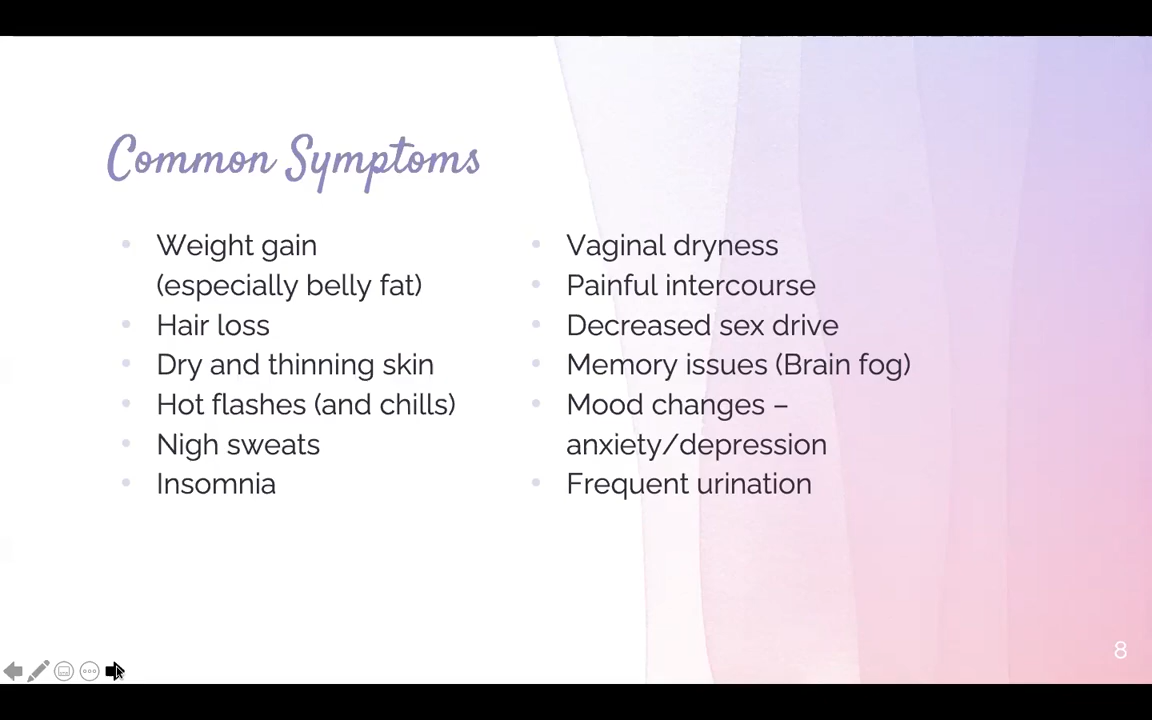 Common Symptoms
• Weight gain
(especially belly fat)
• Hair loss
• Dry and thinning skin
• Hot flashes (and chills)
• Nigh sweats
• Insomnia
• Vaginal dryness
• Painful intercourse
• Decreased sex drive
• Memory issues (Brain fog)
• Mood changes –
anxiety/depression
• Frequent urination
8